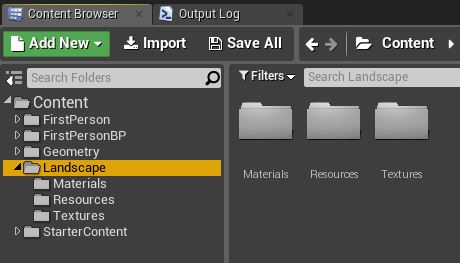 Content Browser Output Log
Add New Import Save All Content
Search Folders Filters Search Landscape
Content
FirstPerson
FirstPersonBP
Geometry
Landscape
Materials
Resources
Textures
StarterContent
Materials Resources Textures